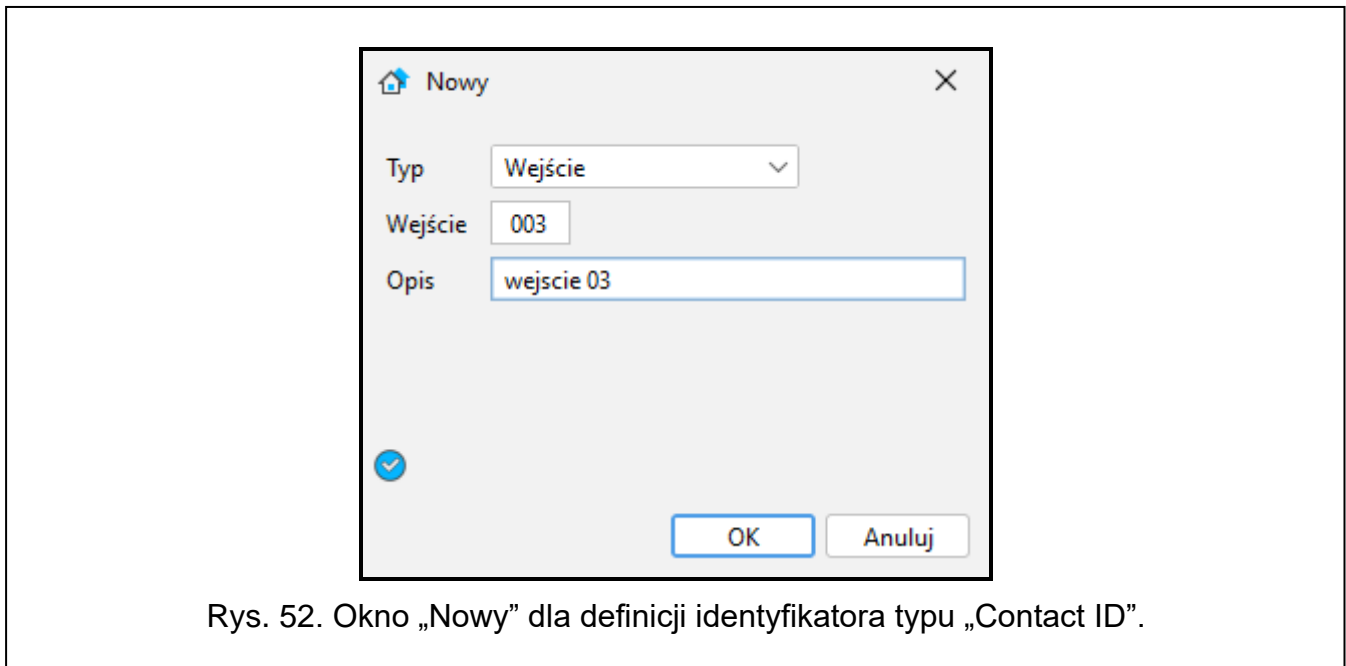 Nowy
Typ Wejście
Wejście 003
Opis wejscie 03
OK Anuluj
Rys. 52. Okno „Nowy” dla definicji identyfikatora typu „Contact ID”.